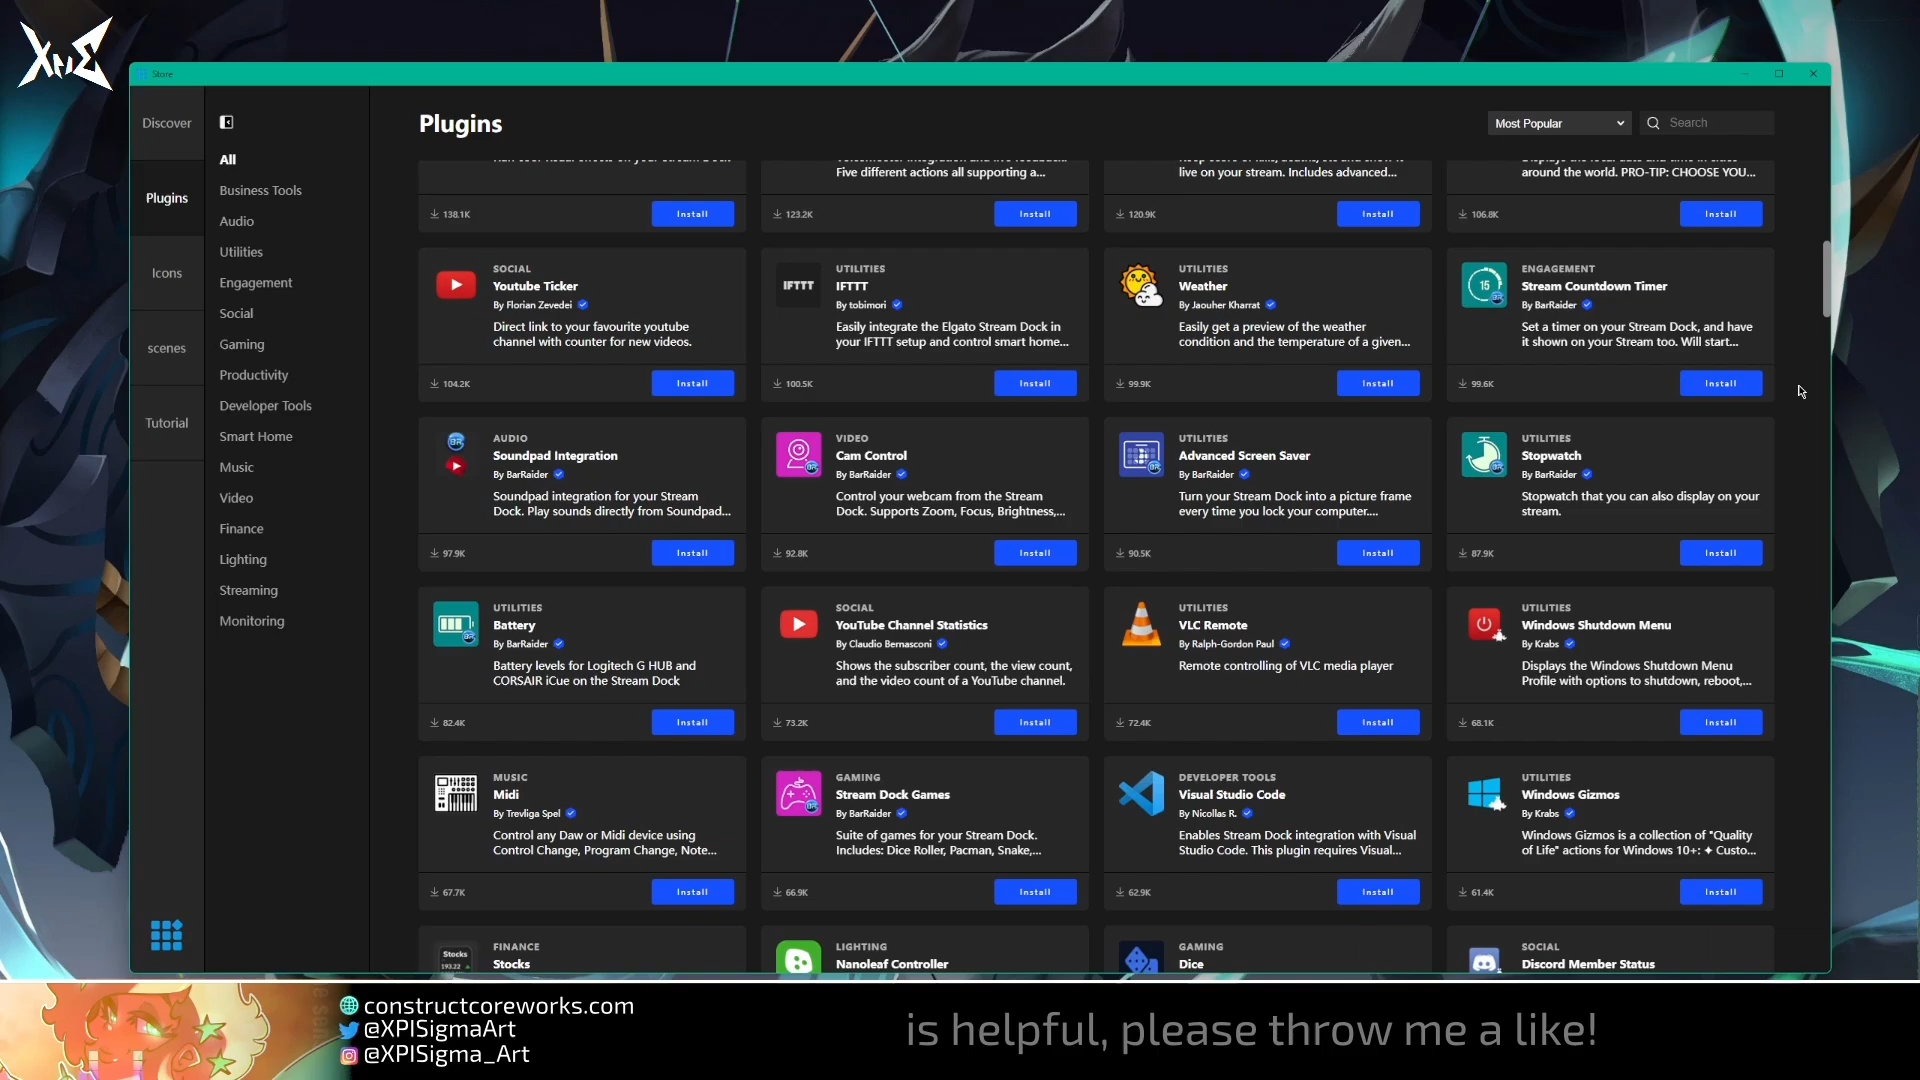 XPIΣ
Store
Discover
Plugins
Icons
scenes
Tutorial
All
Business Tools
Audio
Utilities
Engagement
Social
Gaming
Productivity
Developer Tools
Smart Home
Music
Video
Finance
Lighting
Streaming
Monitoring
Plugins
Most Popular
Search
Five different actions all supporting a...
live on your stream. Includes advanced...
around the world. PRO-TIP: CHOOSE YOU...
138.1K
Install
123.2K
Install
120.9K
Install
106.8K
Install
SOCIAL
Youtube Ticker
By Florian Zevedei
Direct link to your favourite youtube
channel with counter for new videos.
104.2K
Install
IFTTT
UTILITIES
IFTTT
By tobimori
Easily integrate the Elgato Stream Dock in
your IFTTT setup and control smart home...
100.5K
Install
UTILITIES
Weather
By Jaouher Kharrat
Easily get a preview of the weather
condition and the temperature of a given...
99.9K
Install
15
ENGAGEMENT
Stream Countdown Timer
By BarRaider
Set a timer on your Stream Dock, and have
it shown on your Stream too. Will start...
99.6K
Install
AUDIO
Soundpad Integration
By BarRaider
Soundpad integration for your Stream
Dock. Play sounds directly from Soundpad...
97.9K
Install
VIDEO
Cam Control
By BarRaider
Control your webcam from the Stream
Dock. Supports Zoom, Focus, Brightness,...
92.8K
Install
UTILITIES
Advanced Screen Saver
By BarRaider
Turn your Stream Dock into a picture frame
every time you lock your computer....
90.5K
Install
UTILITIES
Stopwatch
By BarRaider
Stopwatch that you can also display on your
stream.
87.9K
Install
UTILITIES
Battery
By BarRaider
Battery levels for Logitech G HUB and
CORSAIR iCue on the Stream Dock
82.4K
Install
SOCIAL
YouTube Channel Statistics
By Claudio Bernasconi
Shows the subscriber count, the view count,
and the video count of a YouTube channel.
73.2K
Install
UTILITIES
VLC Remote
By Ralph-Gordon Paul
Remote controlling of VLC media player
72.4K
Install
UTILITIES
Windows Shutdown Menu
By Krabs
Displays the Windows Shutdown Menu
Profile with options to shutdown, reboot,...
68.1K
Install
MUSIC
Midi
By Trevliga Spel
Control any Daw or Midi device using
Control Change, Program Change, Note...
67.7K
Install
GAMING
Stream Dock Games
By BarRaider
Suite of games for your Stream Dock.
Includes: Dice Roller, Pacman, Snake,...
66.9K
Install
DEVELOPER TOOLS
Visual Studio Code
By Nicollas R.
Enables Stream Dock integration with Visual
Studio Code. This plugin requires Visual...
62.9K
Install
UTILITIES
Windows Gizmos
By Krabs
Windows Gizmos is a collection of "Quality
of Life" actions for Windows 10+: ✦ Custo...
61.4K
Install
Stocks
193.22
FINANCE
Stocks
LIGHTING
Nanoleaf Controller
GAMING
Dice
SOCIAL
Discord Member Status
constructcoreworks.com
@XPISigmaArt
@XPISigma_Art
is helpful, please throw me a like!